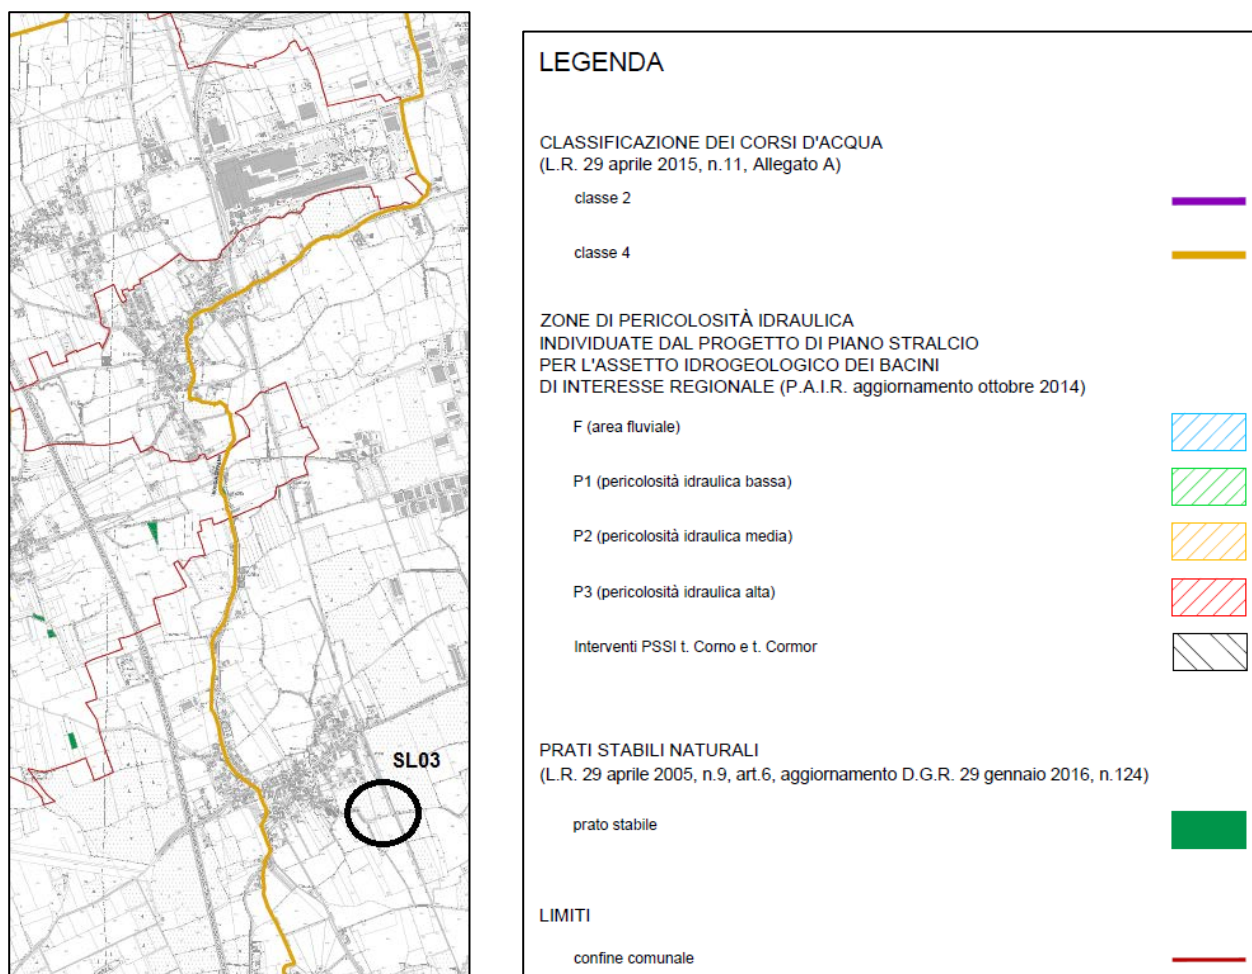 SL03
LEGENDA
CLASSIFICAZIONE DEI CORSI D'ACQUA
(L.R. 29 aprile 2015, n.11, Allegato A)
classe 2
classe 4
ZONE DI PERICOLOSITÀ IDRAULICA
INDIVIDUATE DAL PROGETTO DI PIANO STRALCIO
PER L'ASSETTO IDROGEOLOGICO DEI BACINI
DI INTERESSE REGIONALE (P.A.I.R. aggiornamento ottobre 2014)
F (area fluviale)
P1 (pericolosità idraulica bassa)
P2 (pericolosità idraulica media)
P3 (pericolosità idraulica alta)
Interventi PSSI t. Corno e t. Cormor
PRATI STABILI NATURALI
(L.R. 29 aprile 2005, n.9, art.6, aggiornamento D.G.R. 29 gennaio 2016, n.124)
prato stabile
LIMITI
confine comunale